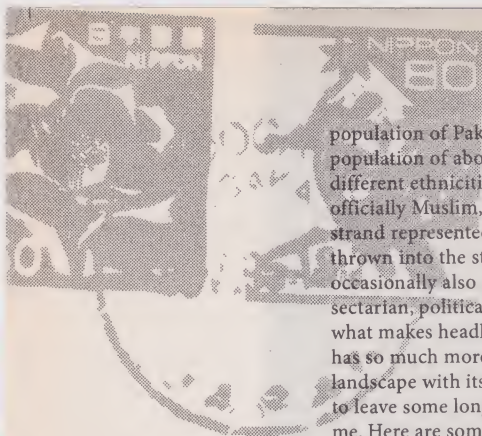 NIPPON
NIPPON
80
population of Pak
population of abo
different ethniciti
officially Muslim,
strand represente
thrown into the st
occasionally also
sectarian, politica
what makes headl
has so much more
landscape with its
to leave some lon
me. Here are som